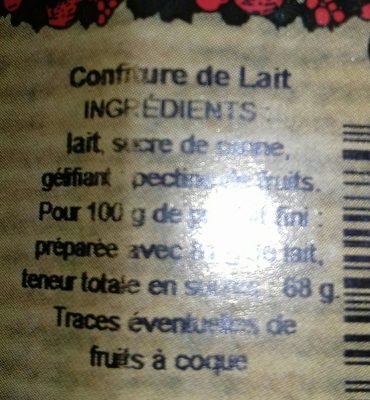 Confiture de Lait
INGRÉDIENTS :
lait, sucre de canne,
gélifiant : pectine de fruits.
Pour 100 g de produit fini :
préparée avec de lait,
teneur totale en sucres : 68 g.
Traces éventuelles de
fruits à coque